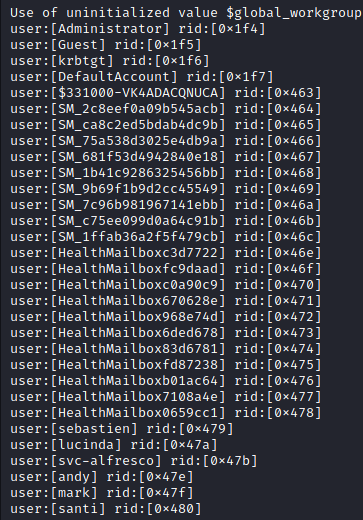 Use of uninitialized value $global_workgroup
user:[Administrator] rid:[0×1f4]
user:[Guest] rid:[0×1f5]
user:[krbtgt] rid:[0×1f6]
user:[DefaultAccount] rid:[0×1f7]
user:[$331000-VK4ADACQNUCA] rid:[0×463]
user:[SM_2c8eef0a09b545acb] rid:[0×464]
user:[SM_ca8c2ed5bdab4dc9b] rid:[0×465]
user:[SM_75a538d3025e4db9a] rid:[0×466]
user:[SM_681f53d4942840e18] rid:[0×467]
user:[SM_1b41c9286325456bb] rid:[0×468]
user:[SM_9b69f1b9d2cc45549] rid:[0×469]
user:[SM_7c96b981967141ebb] rid:[0×46a]
user:[SM_c75ee099d0a64c91b] rid:[0×46b]
user:[SM_1ffab36a2f5f479cb] rid:[0×46c]
user:[HealthMailboxc3d7722] rid:[0×46e]
user:[HealthMailboxfc9daad] rid:[0×46f]
user:[HealthMailboxc0a90c9] rid:[0×470]
user:[HealthMailbox670628e] rid:[0×471]
user:[HealthMailbox968e74d] rid:[0×472]
user:[HealthMailbox6ded678] rid:[0×473]
user:[HealthMailbox83d6781] rid:[0×474]
user:[HealthMailboxfd87238] rid:[0×475]
user:[HealthMailboxb01ac64] rid:[0×476]
user:[HealthMailbox7108a4e] rid:[0×477]
user:[HealthMailbox0659cc1] rid:[0×478]
user:[sebastien] rid:[0×479]
user:[lucinda] rid:[0×47a]
user:[svc-alfresco] rid:[0×47b]
user:[andy] rid:[0×47e]
user:[mark] rid:[0×47f]
user:[santi] rid:[0×480]